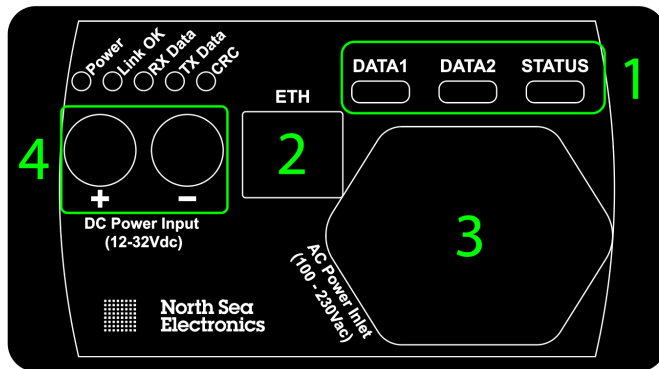 Power
Link OK
RX Data
TX Data
CRC
DATA1
DATA2
STATUS
1
ETH
4
2
+
-
DC Power Input
(12-32Vdc)
3
AC Power Inlet
(100 - 230Vac)
North Sea
Electronics